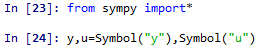 In [23]: from sympy import*
In [24]: y,u=Symbol("y"),Symbol("u")